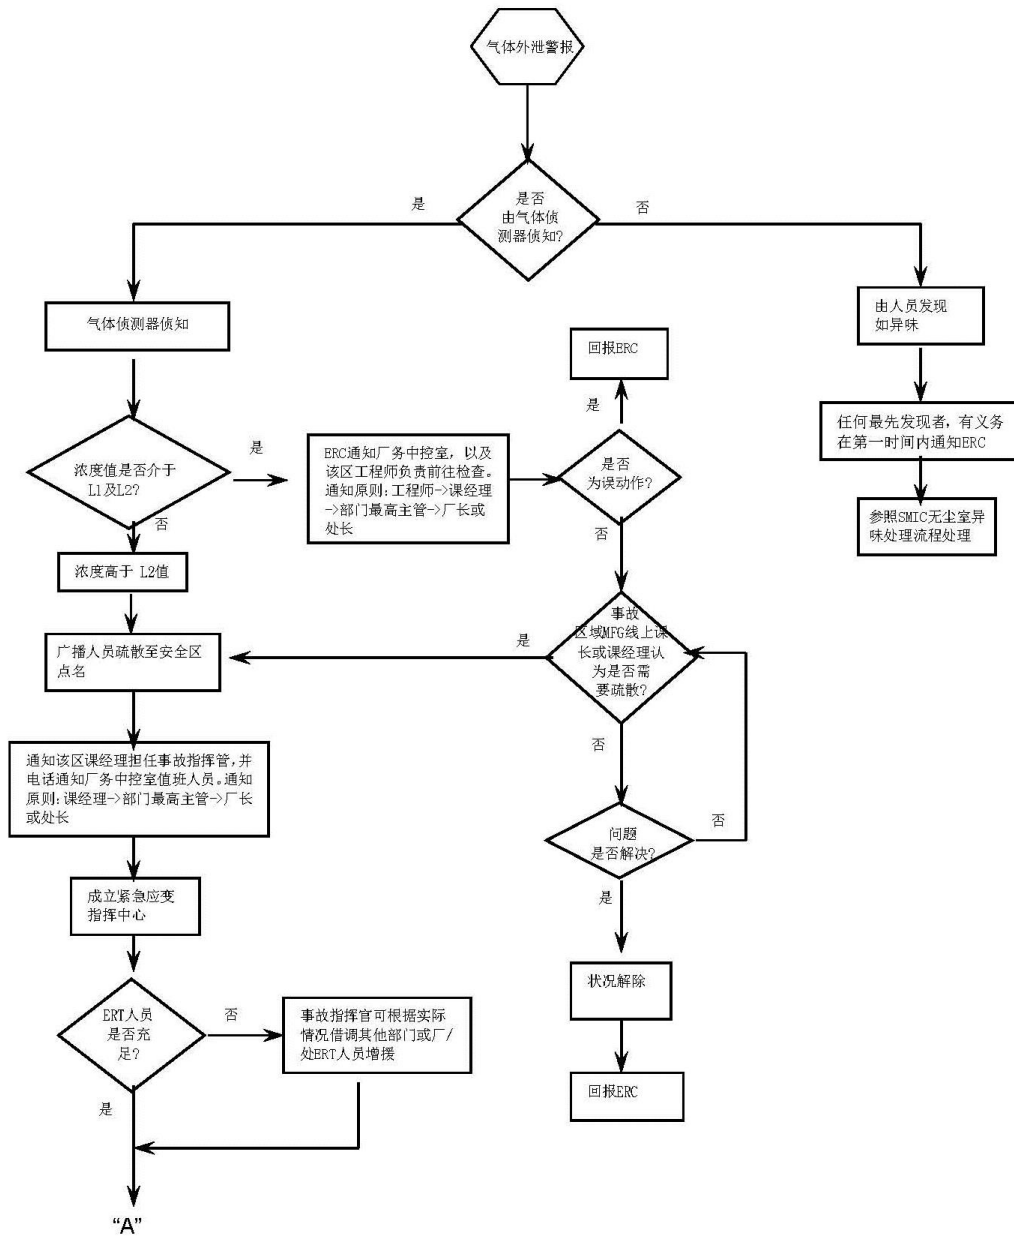 气体外泄警报
是否
由气体侦
测器侦知?
是
否
气体侦测器侦知
由人员发现
如异味
回报ERC
是
任何最先发现者, 有义务
在第一时间内通知ERC
浓度值是否介于
L1及L2?
是
ERC通知厂务中控室, 以及
该区工程师负责前往检查。
通知原则:工程师->课经理
->部门最高主管->厂长或
处长
是否
为误动作?
参照SMIC无尘室异
味处理流程处理
否
否
浓度高于 L2值
事故
区域MFG线上课
长或课经理认
为是否需
要疏散?
是
广播人员疏散至安全区
点名
否
通知该区课经理担任事故指挥管, 并
电话通知厂务中控室值班人员。通知
原则:课经理->部门最高主管->厂长
或处长
问题
是否解决?
否
成立紧急应变
指挥中心
是
状况解除
ERT人员
是否充
足?
否
事故指挥官可根据实际
情况借调其他部门或厂/
处ERT人员增援
回报ERC
是
“A”